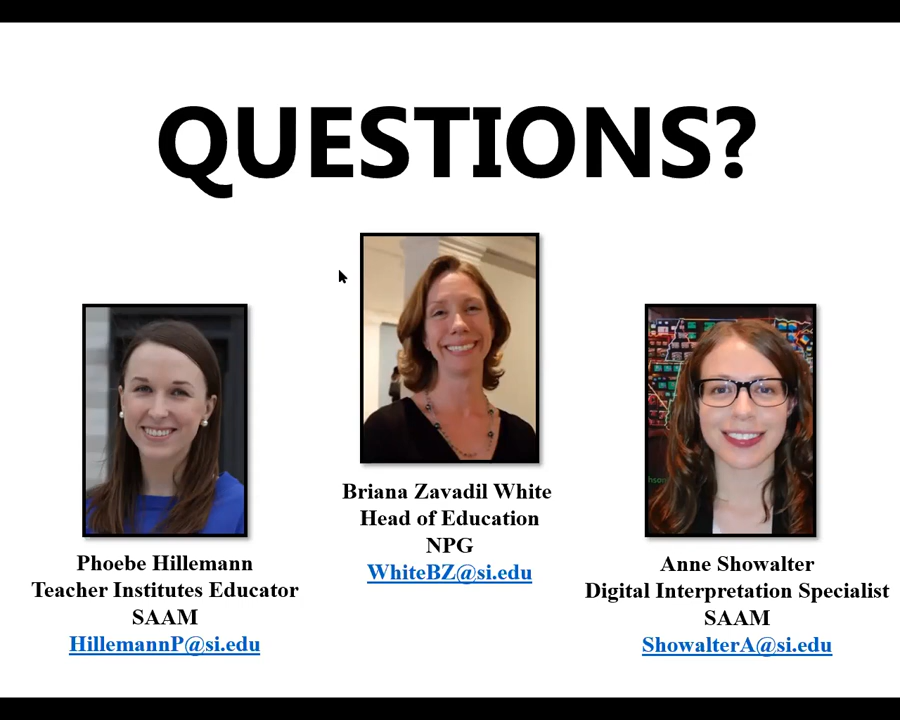 QUESTIONS?
Briana Zavadil White
Head of Education
NPG
WhiteBZ@si.edu
Phoebe Hillemann
Teacher Institutes Educator
SAAM
HillemannP@si.edu
Anne Showalter
Digital Interpretation Specialist
SAAM
ShowalterA@si.edu